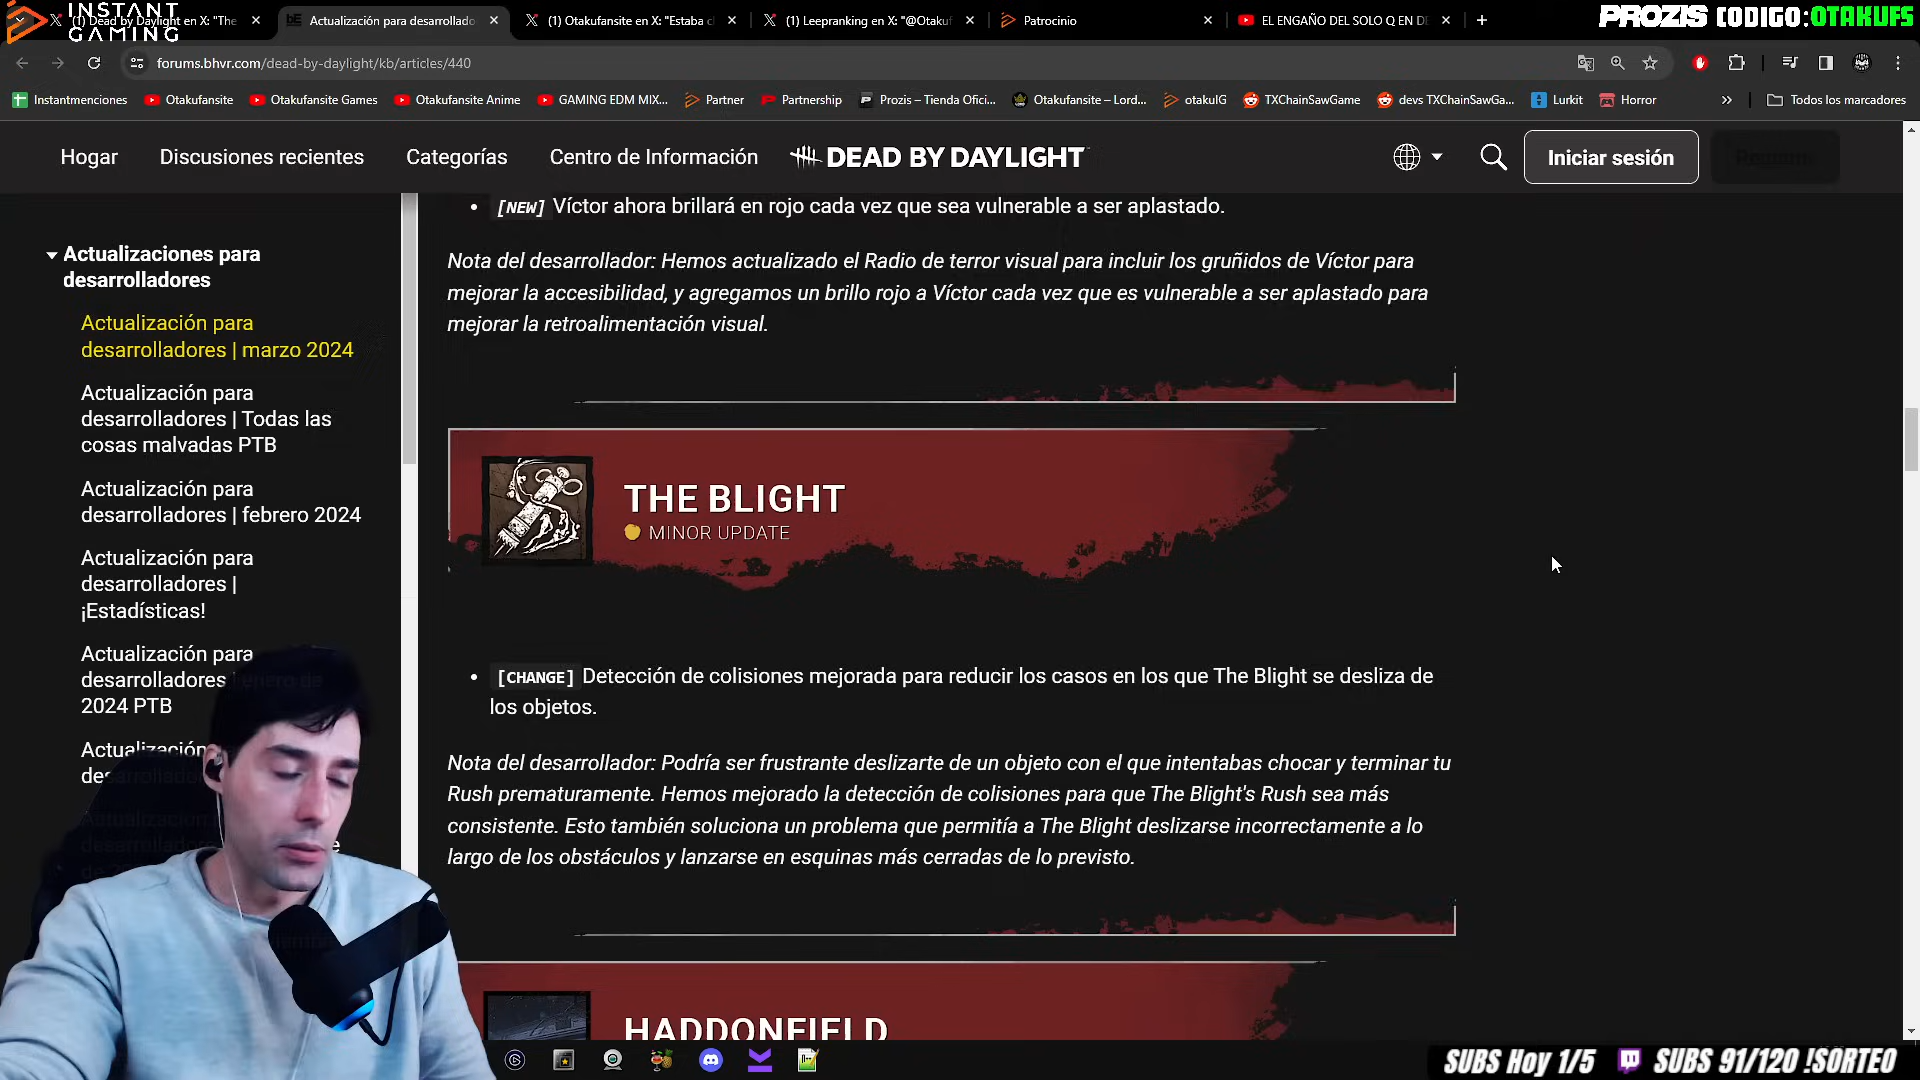 INSTANT GAMING
(1) Dead by Daylight en X: "The
Actualización para desarrollado
(1) Otakufansite en X: "Estaba cl
(1) Leepranking en X: "@Otakuf
Patrocinio
EL ENGAÑO DEL SOLO Q EN D
PROZIS CODIGO:OTAKUFS
forums.bhvr.com/dead-by-daylight/kb/articles/440
Instantmenciones
Otakufansite
Otakufansite Games
Otakufansite Anime
GAMING EDM MIX...
Partner
Partnership
Prozis – Tienda Ofici...
Otakufansite – Lord...
otakuIG
TXChainSawGame
devs TXChainSawGa...
Lurkit
Horror
Todos los marcadores
Hogar
Discusiones recientes
Categorías
Centro de Información
DEAD BY DAYLIGHT
Iniciar sesión
Actualizaciones para
desarrolladores
Actualización para
desarrolladores | marzo 2024
Actualización para
desarrolladores | Todas las
cosas malvadas PTB
Actualización para
desarrolladores | febrero 2024
Actualización para
desarrolladores |
¡Estadísticas!
Actualización para
desarrolladores | enero de
2024 PTB
Actualización
[NEW] Víctor ahora brillará en rojo cada vez que sea vulnerable a ser aplastado.
Nota del desarrollador: Hemos actualizado el Radio de terror visual para incluir los gruñidos de Víctor para
mejorar la accesibilidad, y agregamos un brillo rojo a Víctor cada vez que es vulnerable a ser aplastado para
mejorar la retroalimentación visual.
THE BLIGHT
MINOR UPDATE
[CHANGE] Detección de colisiones mejorada para reducir los casos en los que The Blight se desliza de
los objetos.
Nota del desarrollador: Podría ser frustrante deslizarte de un objeto con el que intentabas chocar y terminar tu
Rush prematuramente. Hemos mejorado la detección de colisiones para que The Blight's Rush sea más
consistente. Esto también soluciona un problema que permitía a The Blight deslizarse incorrectamente a lo
largo de los obstáculos y lanzarse en esquinas más cerradas de lo previsto.
HADDONFIELD
SUBS Hoy 1/5
SUBS 91/120 !SORTEO